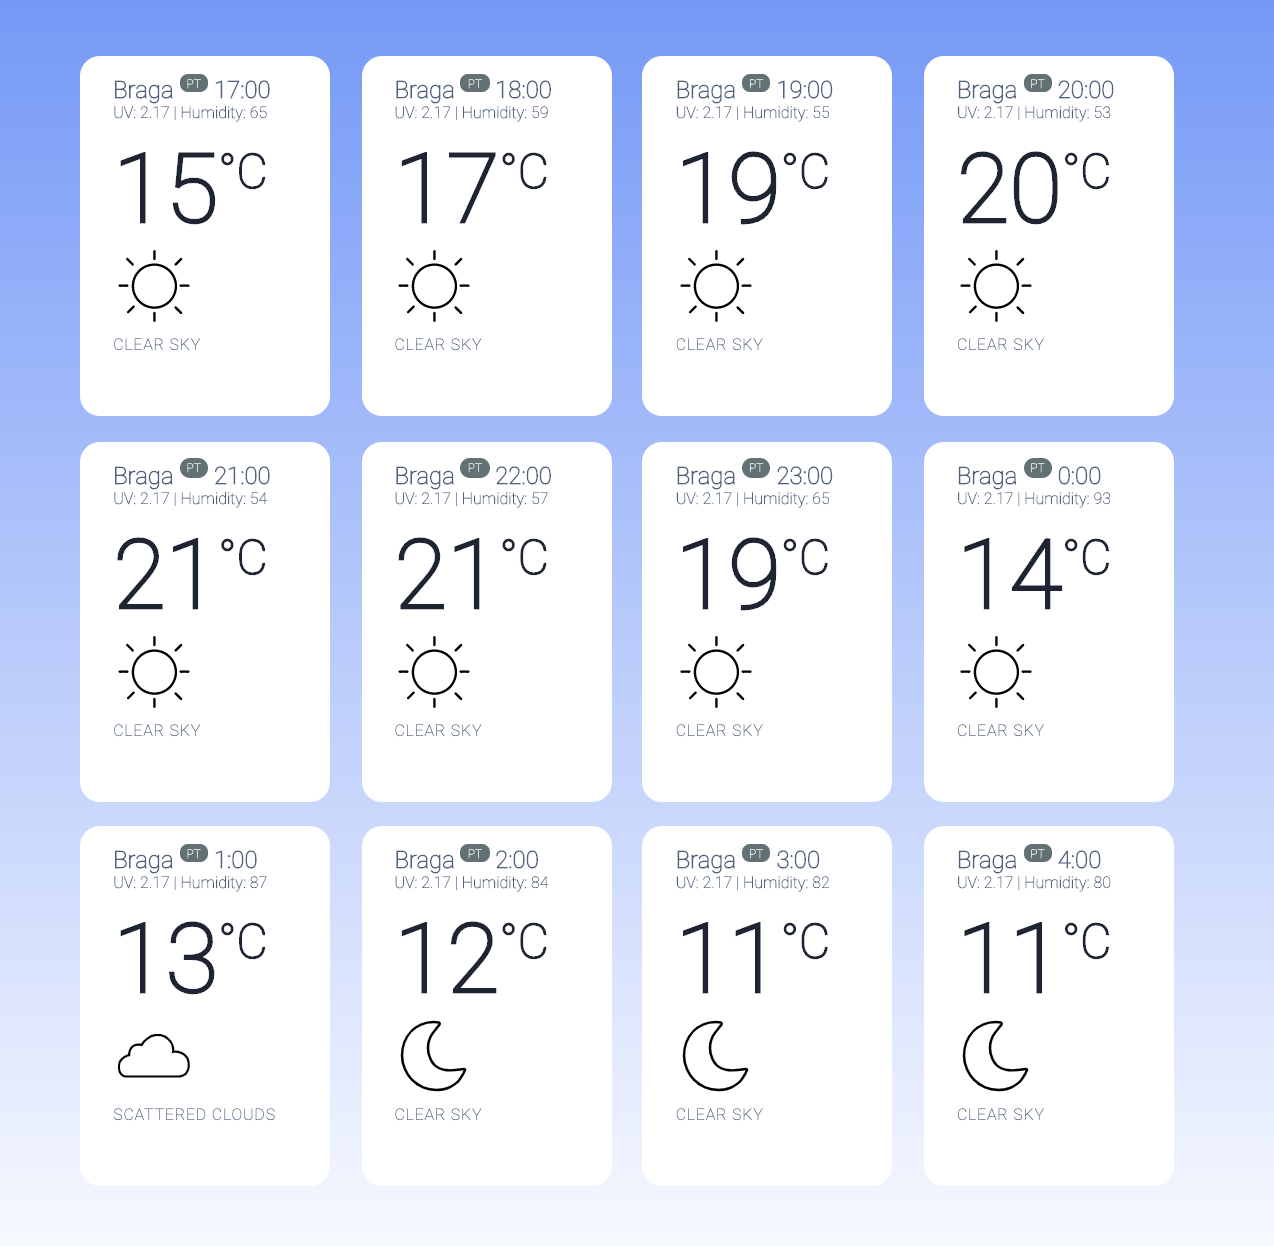 Braga PT 17:00
UV: 2.17 | Humidity: 65
15°C
CLEAR SKY
Braga PT 18:00
UV: 2.17 | Humidity: 59
17°C
CLEAR SKY
Braga PT 19:00
UV: 2.17 | Humidity: 55
19°C
CLEAR SKY
Braga PT 20:00
UV: 2.17 | Humidity: 53
20°C
CLEAR SKY
Braga PT 21:00
UV: 2.17 | Humidity: 54
21°C
CLEAR SKY
Braga PT 22:00
UV: 2.17 | Humidity: 57
21°C
CLEAR SKY
Braga PT 23:00
UV: 2.17 | Humidity: 65
19°C
CLEAR SKY
Braga PT 0:00
UV: 2.17 | Humidity: 93
14°C
CLEAR SKY
Braga PT 1:00
UV: 2.17 | Humidity: 87
13°C
SCATTERED CLOUDS
Braga PT 2:00
UV: 2.17 | Humidity: 84
12°C
CLEAR SKY
Braga PT 3:00
UV: 2.17 | Humidity: 82
11°C
CLEAR SKY
Braga PT 4:00
UV: 2.17 | Humidity: 80
11°C
CLEAR SKY